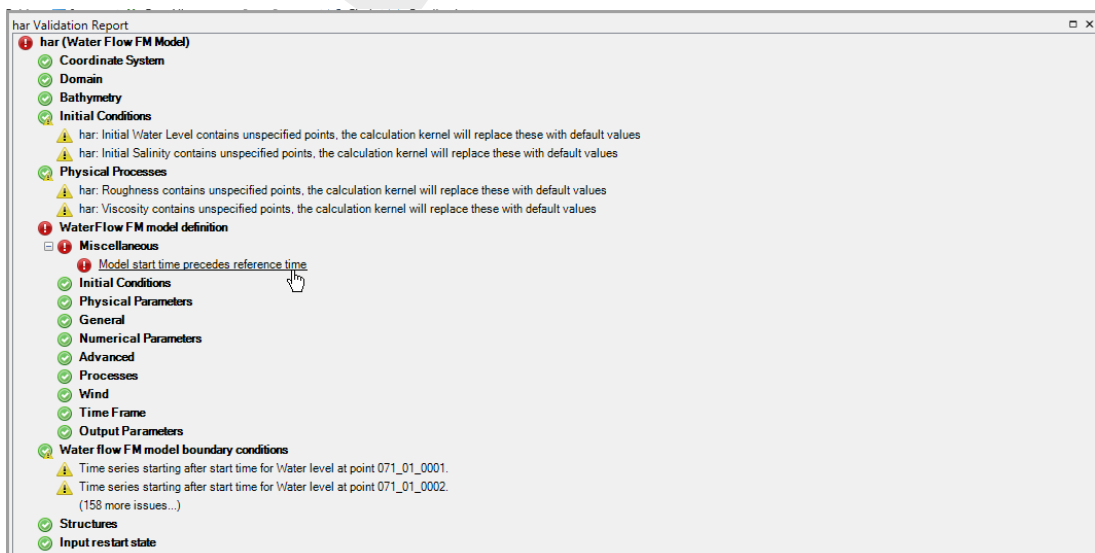 har Validation Report
har (Water Flow FM Model)
Coordinate System
Domain
Bathymetry
Initial Conditions
har: Initial Water Level contains unspecified points, the calculation kernel will replace these with default values
har: Initial Salinity contains unspecified points, the calculation kernel will replace these with default values
Physical Processes
har: Roughness contains unspecified points, the calculation kernel will replace these with default values
har: Viscosity contains unspecified points, the calculation kernel will replace these with default values
WaterFlow FM model definition
Miscellaneous
Model start time precedes reference time
Initial Conditions
Physical Parameters
General
Numerical Parameters
Advanced
Processes
Wind
Time Frame
Output Parameters
Water flow FM model boundary conditions
Time series starting after start time for Water level at point 071_01_0001.
Time series starting after start time for Water level at point 071_01_0002.
(158 more issues...)
Structures
Input restart state